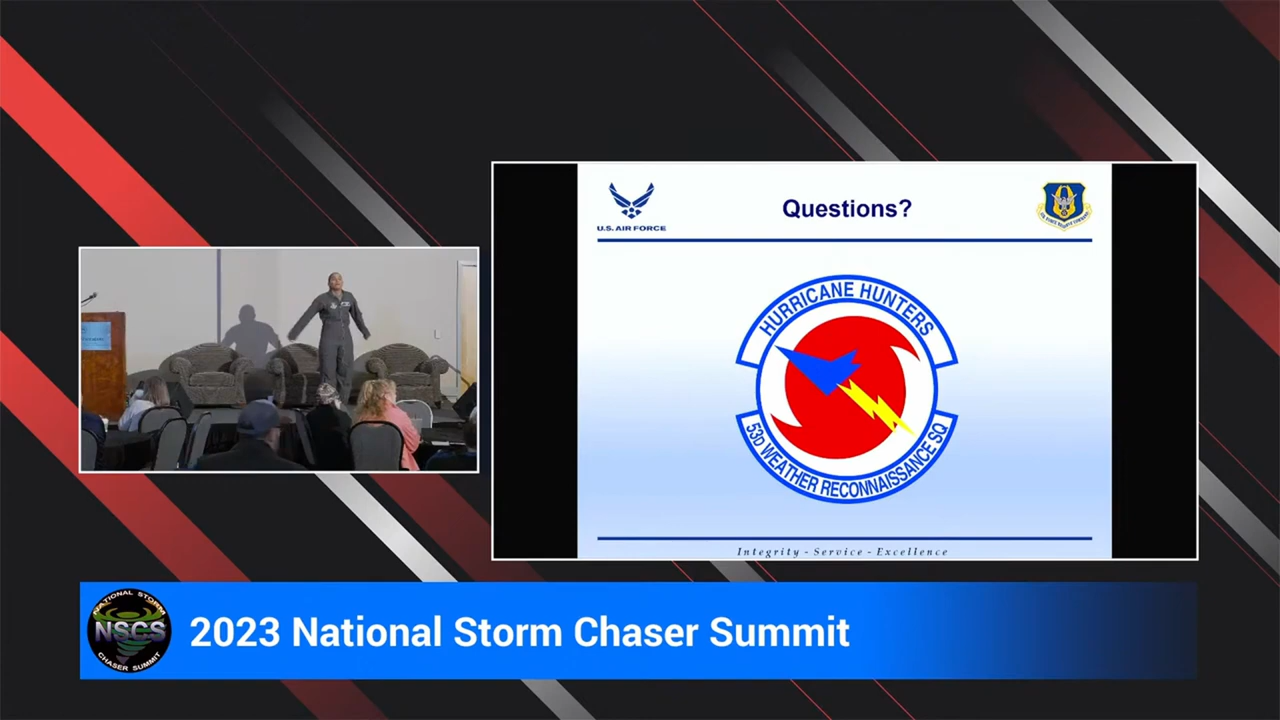 Questions?
U.S. AIR FORCE
HURRICANE HUNTERS
53D WEATHER RECONNAISSANCE SQ
Integrity - Service - Excellence
NATIONAL STORM
NSCS
CHASER SUMMIT
2023 National Storm Chaser Summit